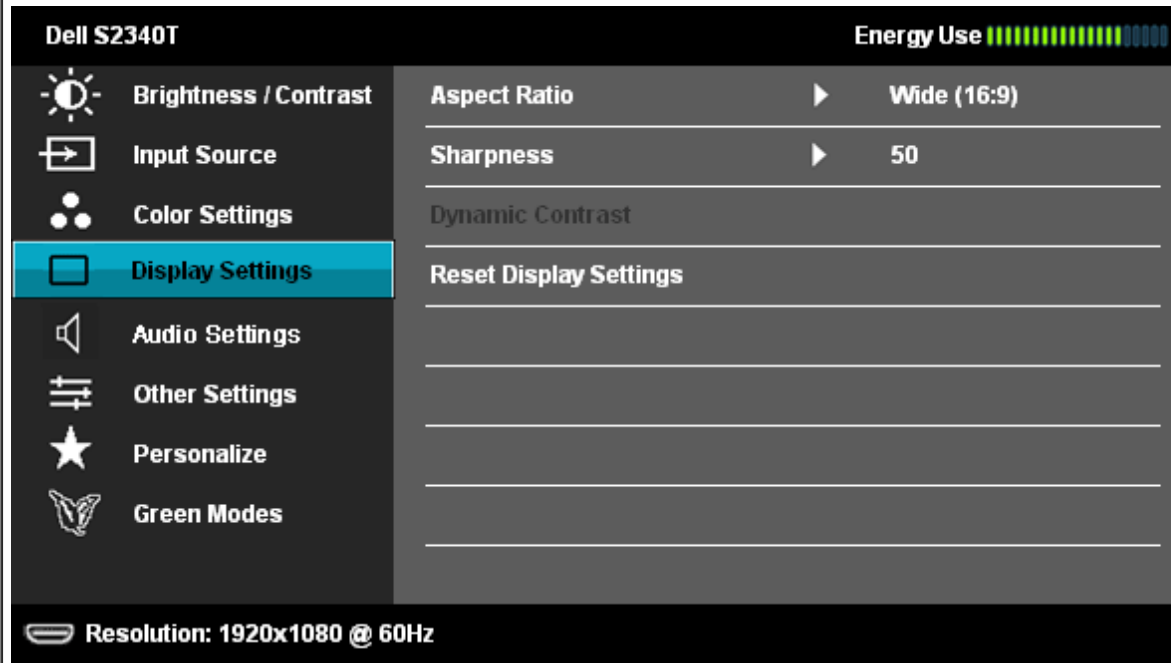 Dell S2340T Energy Use
Brightness / Contrast Aspect Ratio Wide (16:9)
Input Source Sharpness 50
Color Settings Dynamic Contrast
Display Settings Reset Display Settings
Audio Settings
Other Settings
Personalize
Green Modes
Resolution: 1920x1080 @ 60Hz